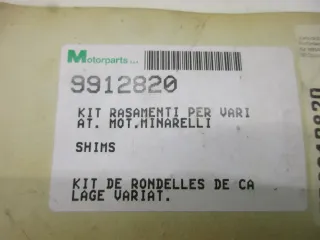 Motorparts
9912820
KIT RASAMENTI PER VARI
AT. MOT.MINARELLI
SHIMS
KIT DE RONDELLES DE CA
LAGE VARIAT.